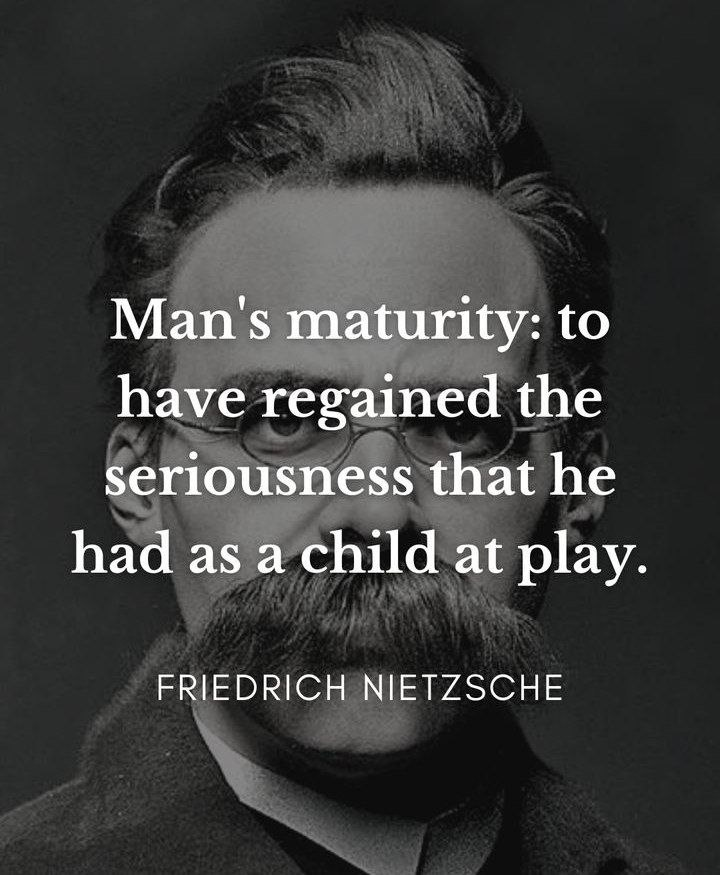 Man's maturity: to
have regained the
seriousness that he
had as a child at play.
FRIEDRICH NIETZSCHE